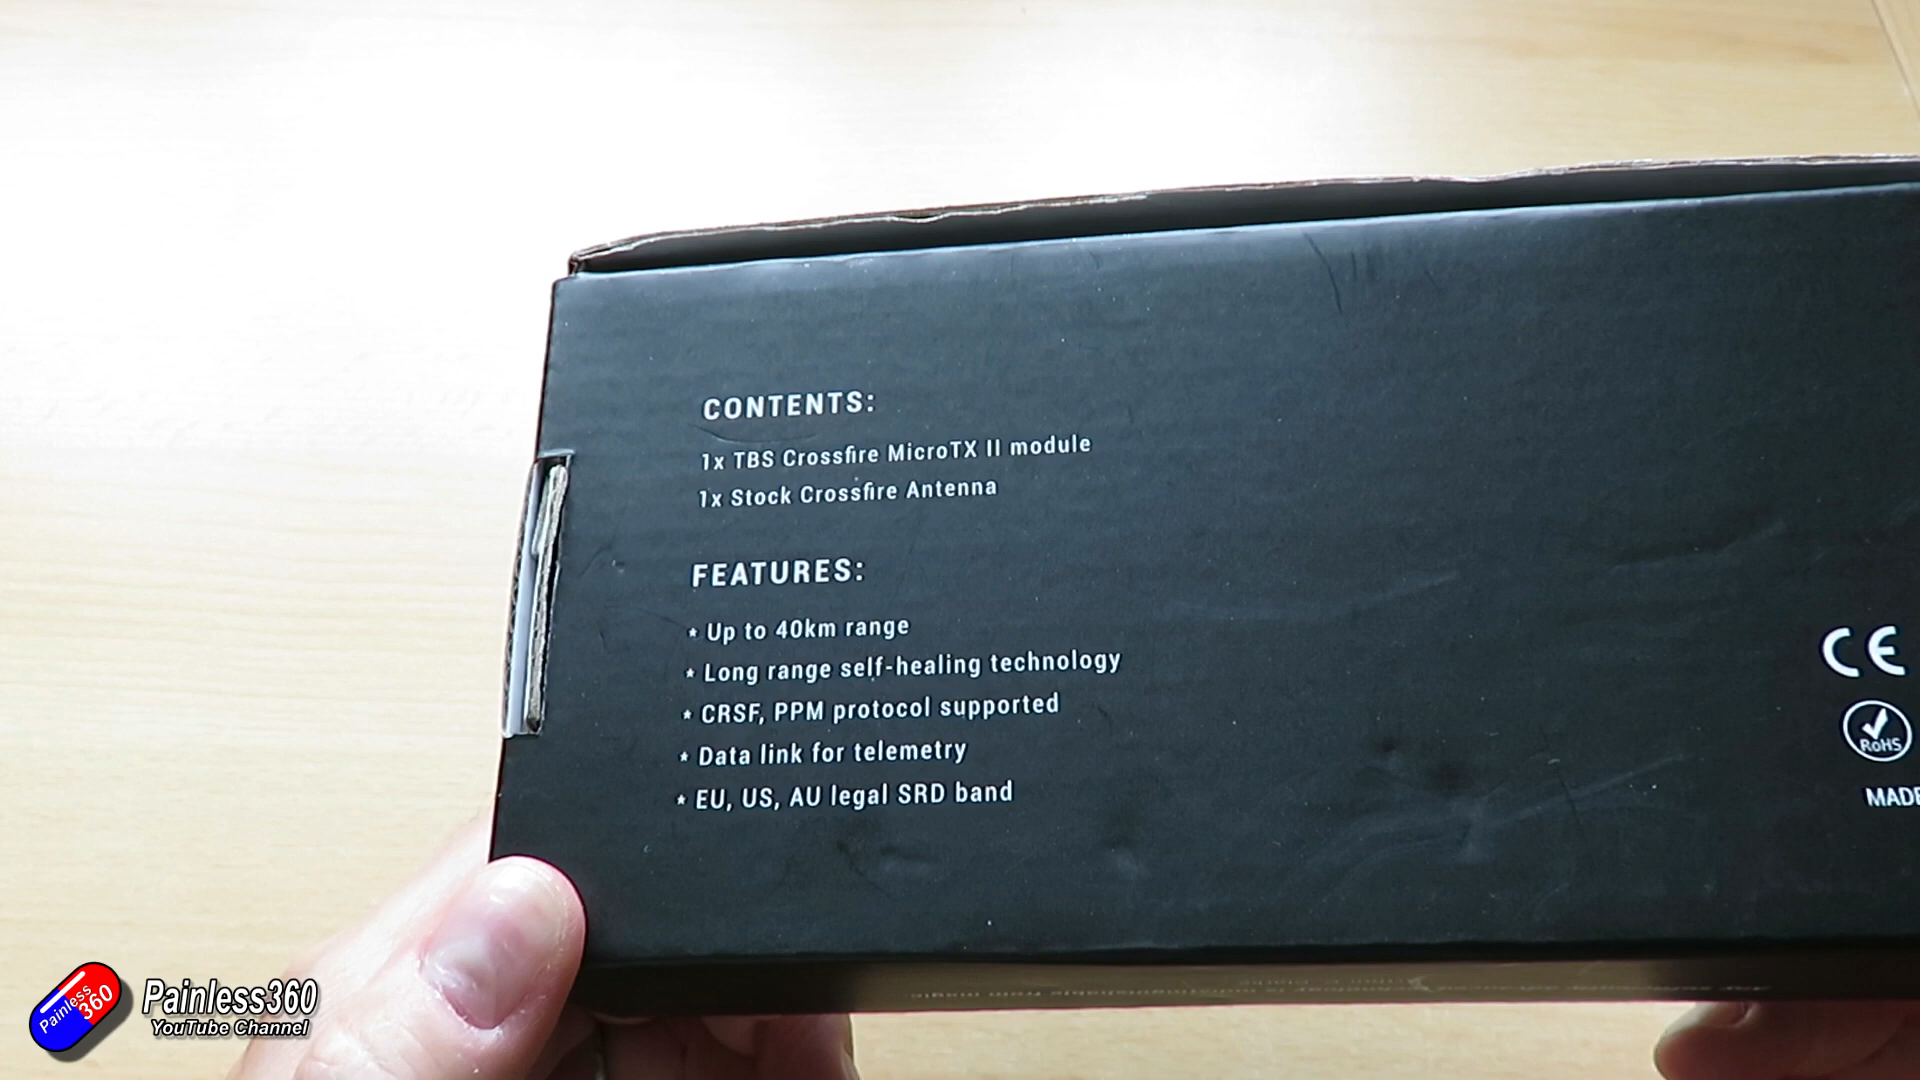 CONTENTS:
1x TBS Crossfire MicroTX II module
1x Stock Crossfire Antenna
FEATURES:
* Up to 40km range
* Long range self-healing technology
* CRSF, PPM protocol supported
* Data link for telemetry
* EU, US, AU legal SRD band
CE
RoHS
MADE
Painless
360
Painless360
YouTube Channel